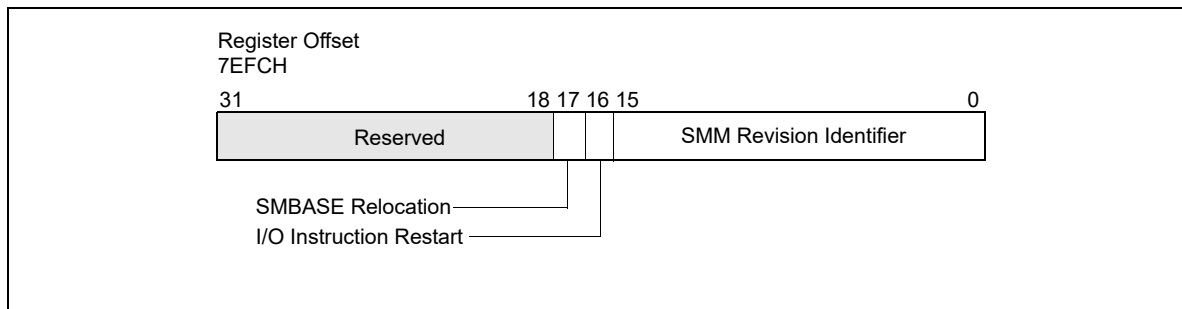 Register Offset
7EFCH
31 18 17 16 15 0
Reserved SMM Revision Identifier
SMBASE Relocation
I/O Instruction Restart